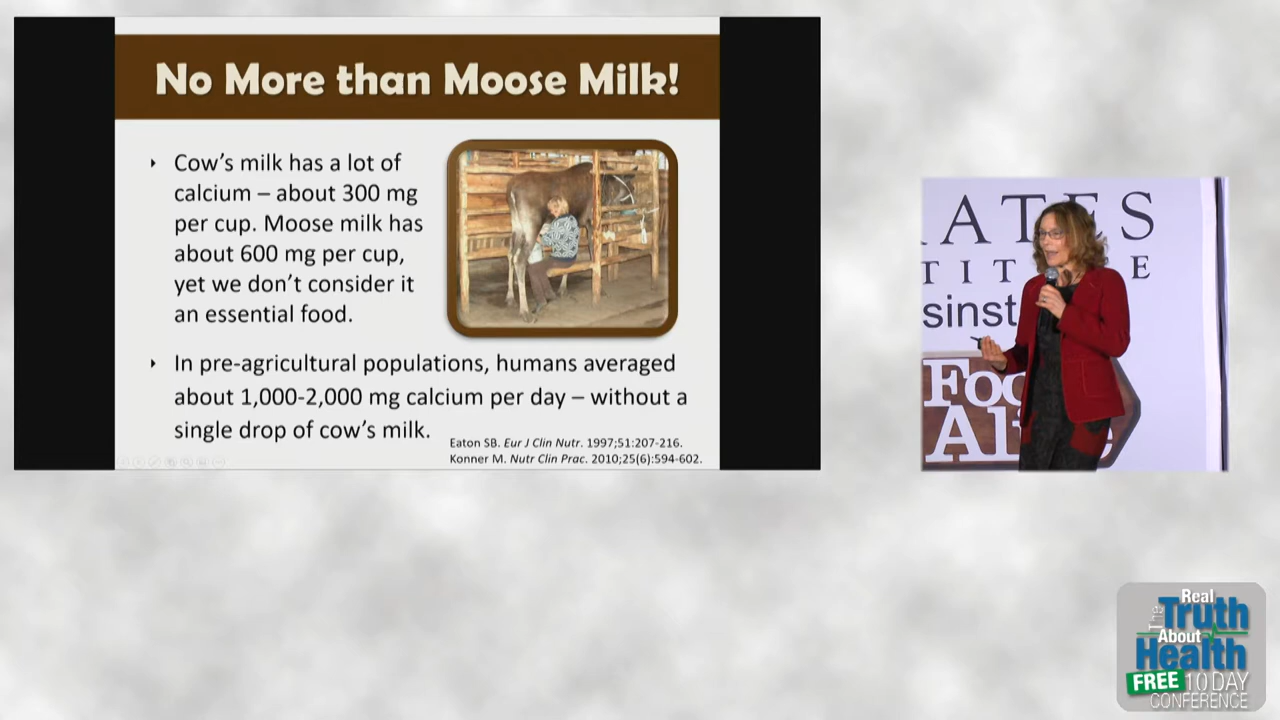 No More than Moose Milk!
‣ Cow’s milk has a lot of
calcium – about 300 mg
per cup. Moose milk has
about 600 mg per cup,
yet we don’t consider it
an essential food.
‣ In pre-agricultural populations, humans averaged
about 1,000-2,000 mg calcium per day – without a
single drop of cow’s milk.
Eaton SB. Eur J Clin Nutr. 1997;51:207-216.
Konner M. Nutr Clin Prac. 2010;25(6):594-602.
ATES
TIT E
sinst
Foo
Ali e
The Real
Truth
About
Health
FREE 10 DAY
CONFERENCE